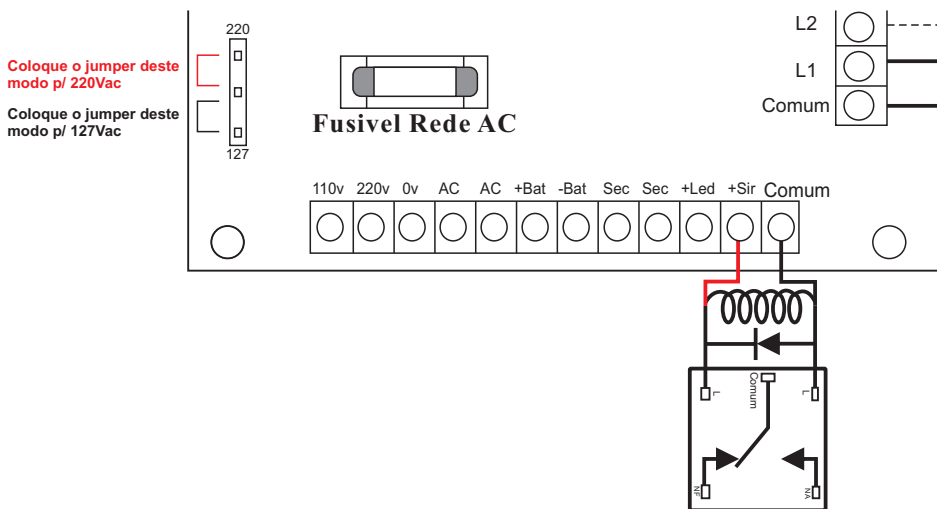 220
Coloque o jumper deste
modo p/ 220Vac
Coloque o jumper deste
modo p/ 127Vac
127
Fusivel Rede AC
L2
L1
Comum
110v 220v 0v AC AC +Bat -Bat Sec Sec +Led +Sir Comum
Comum
L
L
NF
NA